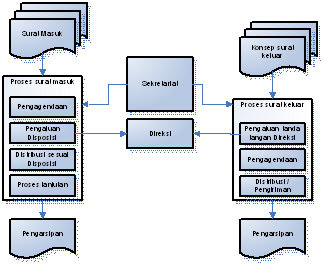 Surat Masuk
Konsep surat
keluar
Proses surat masuk
Sekretariat
Proses surat keluar
Pengagendaan
Pengajuan
Disposisi
Direksi
Pengajuan tanda
tangan Direksi
Distribusi sesuai
Disposisi
Pengagendaan
Proses lanjutan
Distribusi /
Pengiriman
Pengarsipan
Pengarsipan